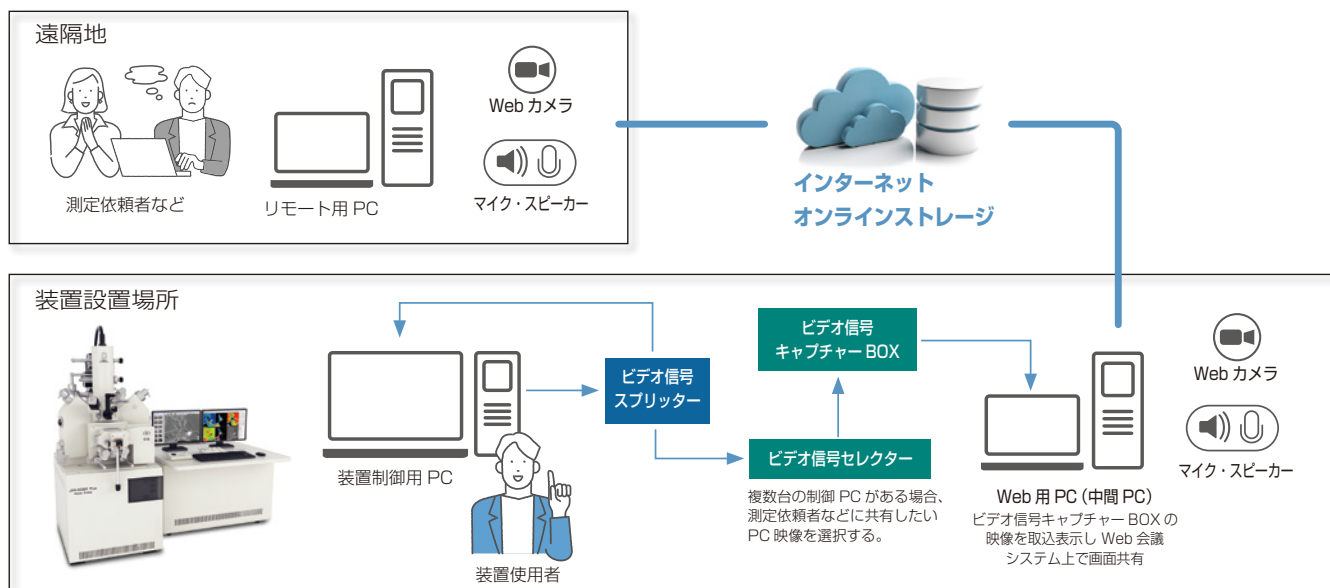 遠隔地
Web カメラ
マイク・スピーカー
測定依頼者など
リモート用 PC
インターネット
オンラインストレージ
装置設置場所
ビデオ信号
スプリッター
ビデオ信号
キャプチャー BOX
ビデオ信号セレクター
複数台の制御 PC がある場合、
測定依頼者などに共有したい
PC 映像を選択する。
装置制御用 PC
装置使用者
Web カメラ
マイク・スピーカー
Web 用 PC（中間 PC）
ビデオ信号キャプチャー BOX の
映像を取込表示し Web 会議
システム上で画面共有